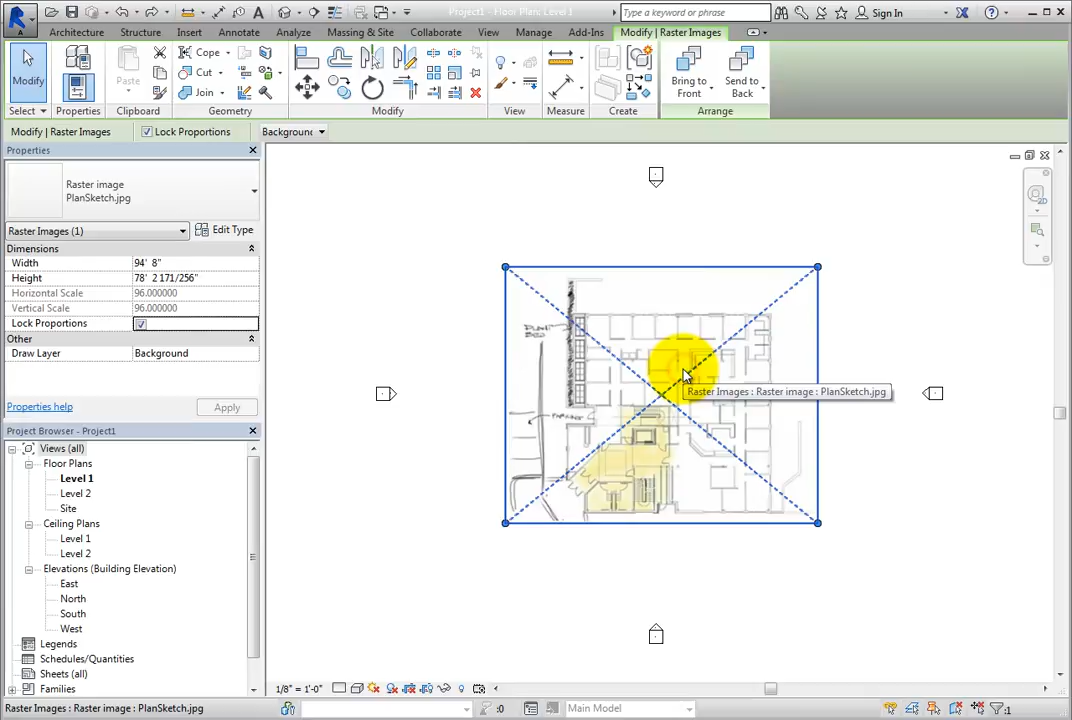 Project1 - Floor Plan: Level 1
Type a keyword or phrase
Sign In
Architecture
Structure
Insert
Annotate
Analyze
Massing & Site
Collaborate
View
Manage
Add-Ins
Modify | Raster Images
Modify
Paste
Cope
Cut
Join
Bring to Front
Send to Back
Select
Properties
Clipboard
Geometry
Modify
View
Measure
Create
Arrange
Modify | Raster Images
Lock Proportions
Background
Properties
Raster image
PlanSketch.jpg
Raster Images (1)
Edit Type
Dimensions
Width 94' 8"
Height 78' 2 171/256"
Horizontal Scale 96.000000
Vertical Scale 96.000000
Lock Proportions
Other
Draw Layer Background
Properties help
Apply
Project Browser - Project1
Views (all)
Floor Plans
Level 1
Level 2
Site
Ceiling Plans
Level 1
Level 2
Elevations (Building Elevation)
East
North
South
West
Legends
Schedules/Quantities
Sheets (all)
Families
2D
Raster Images : Raster image : PlanSketch.jpg
1/8" = 1'-0"
Raster Images : Raster image : PlanSketch.jpg
:0
Main Model
:1